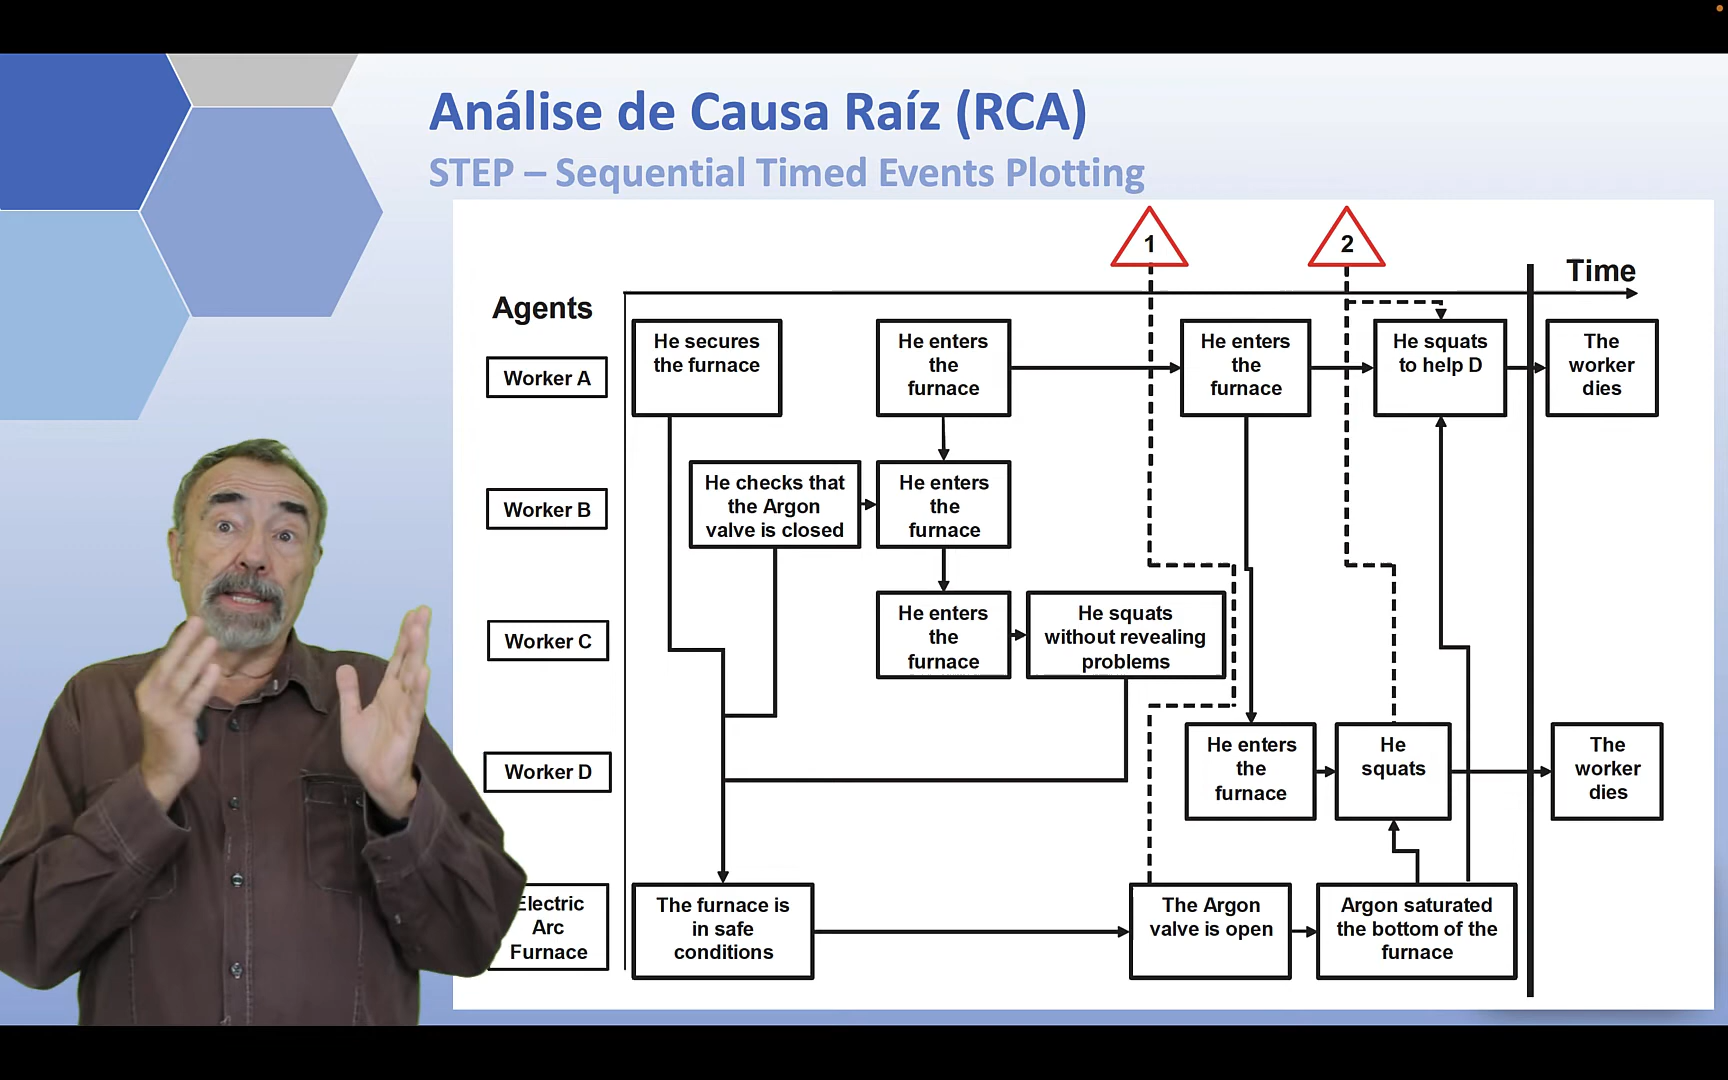 Análise de Causa Raíz (RCA)
STEP – Sequential Timed Events Plotting
1
2
Time
Agents
Worker A
He secures
the furnace
He enters
the
furnace
He enters
the
furnace
He squats
to help D
The
worker
dies
Worker B
He checks that
the Argon
valve is closed
He enters
the
furnace
Worker C
He enters
the
furnace
He squats
without revealing
problems
Worker D
He enters
the
furnace
He
squats
The
worker
dies
Electric
Arc
Furnace
The furnace is
in safe
conditions
The Argon
valve is open
Argon saturated
the bottom of the
furnace